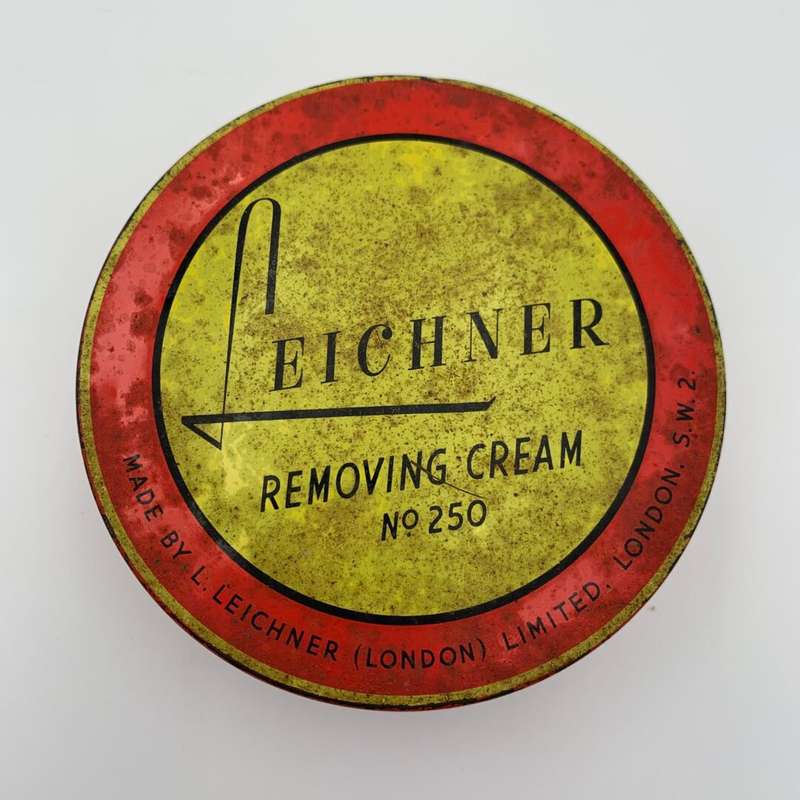 LEICHNER
REMOVING CREAM
No 250
MADE BY L. LEICHNER (LONDON) LIMITED. LONDON. S.W.2.